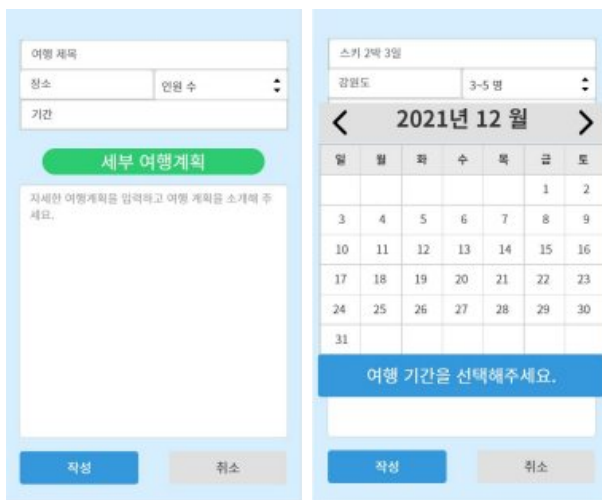 여행 제목
장소 인원 수
기간
세부 여행계획
자세한 여행계획을 입력하고 여행 계획을 소개해 주
세요.
작성 취소
스키 2박 3일
강원도 3~5 명
2021년 12 월
일 월 화 수 목 금 토
1 2
3 4 5 6 7 8 9
10 11 12 13 14 15 16
17 18 19 20 21 22 23
24 25 26 27 28 29 30
31
여행 기간을 선택해주세요.
작성 취소